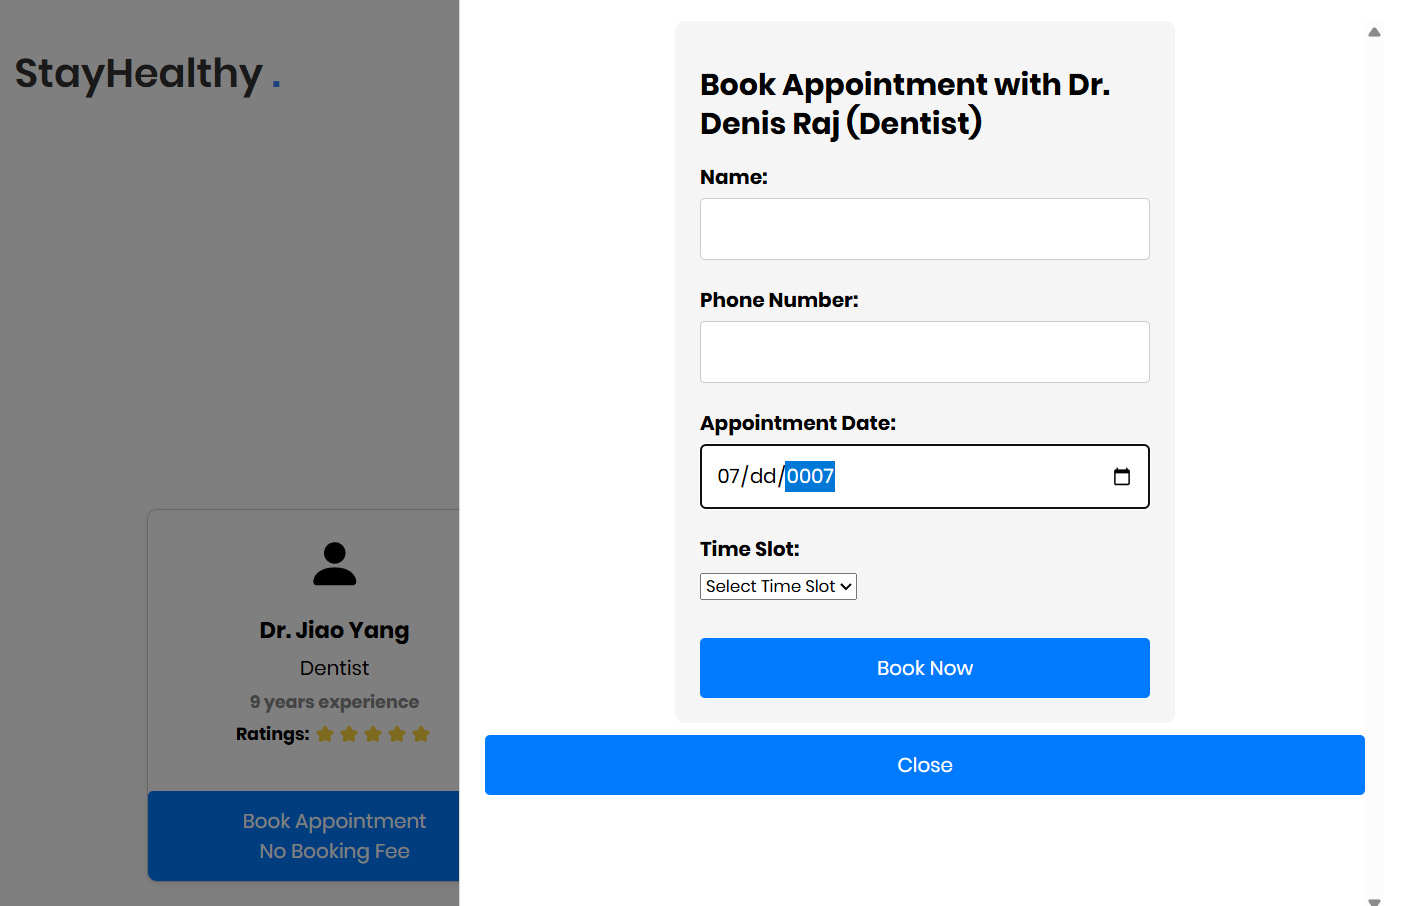 StayHealthy .
Dr. Jiao Yang
Dentist
9 years experience
Ratings:
Book Appointment
No Booking Fee
Book Appointment with Dr.
Denis Raj (Dentist)
Name:
Phone Number:
Appointment Date:
07/dd/0007
Time Slot:
Select Time Slot
Book Now
Close